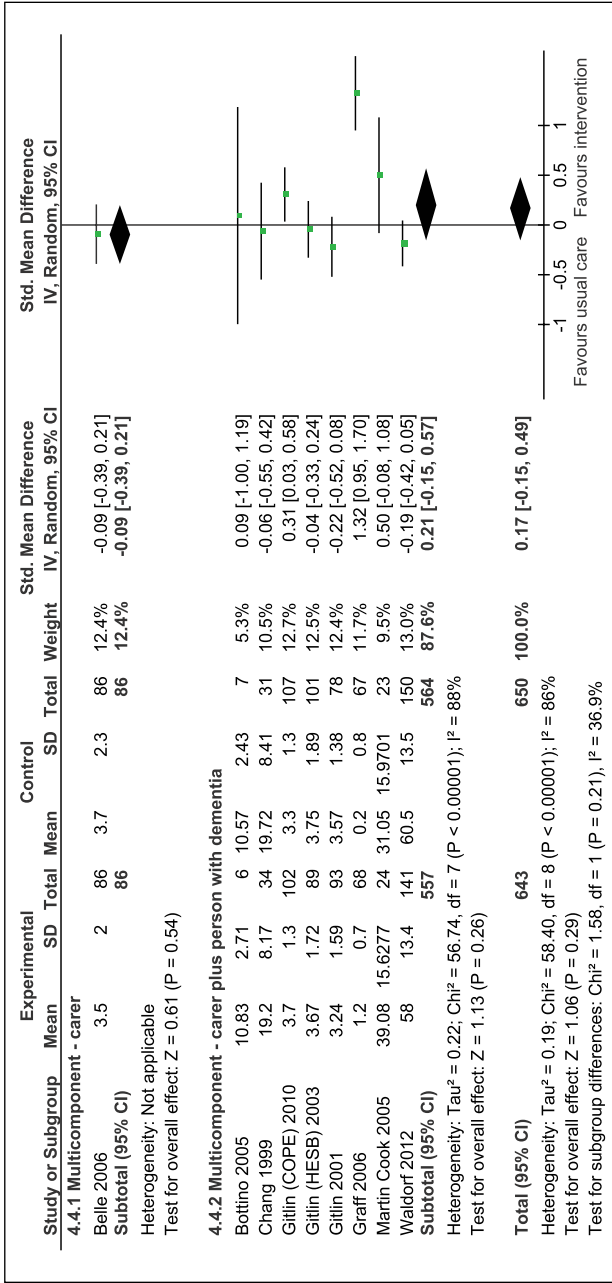 Experimental Control Std. Mean Difference Std. Mean Difference
Study or Subgroup Mean SD Total Mean SD Total Weight IV, Random, 95% CI IV, Random, 95% CI
4.4.1 Multicomponent - carer
Belle 2006 3.5 2 86 3.7 2.3 86 12.4% -0.09 [-0.39, 0.21]
Subtotal (95% CI) 86 86 12.4% -0.09 [-0.39, 0.21]
Heterogeneity: Not applicable
Test for overall effect: Z = 0.61 (P = 0.54)
4.4.2 Multicomponent - carer plus person with dementia
Bottino 2005 10.83 2.71 6 10.57 2.43 7 5.3% 0.09 [-1.00, 1.19]
Chang 1999 19.2 8.17 34 19.72 8.41 31 10.5% -0.06 [-0.55, 0.42]
Gitlin (COPE) 2010 3.7 1.3 102 3.3 1.3 107 12.7% 0.31 [0.03, 0.58]
Gitlin (HESB) 2003 3.67 1.72 89 3.75 1.89 101 12.5% -0.04 [-0.33, 0.24]
Gitlin 2001 3.24 1.59 93 3.57 1.38 78 12.4% -0.22 [-0.52, 0.08]
Graff 2006 1.2 0.7 68 0.2 0.8 67 11.7% 1.32 [0.95, 1.70]
Martin Cook 2005 39.08 15.6277 24 31.05 15.9701 23 9.5% 0.50 [-0.08, 1.08]
Waldorf 2012 58 13.4 141 60.5 13.5 150 13.0% -0.19 [-0.42, 0.05]
Subtotal (95% CI) 557 564 87.6% 0.21 [-0.15, 0.57]
Heterogeneity: Tau² = 0.22; Chi² = 56.74, df = 7 (P < 0.00001); I² = 88%
Test for overall effect: Z = 1.13 (P = 0.26)
Total (95% CI) 643 650 100.0% 0.17 [-0.15, 0.49]
Heterogeneity: Tau² = 0.19; Chi² = 58.40, df = 8 (P < 0.00001); I² = 86%
Test for overall effect: Z = 1.06 (P = 0.29)
Test for subgroup differences: Chi² = 1.58, df = 1 (P = 0.21), I² = 36.9%
-1 -0.5 0 0.5 1
Favours usual care Favours intervention